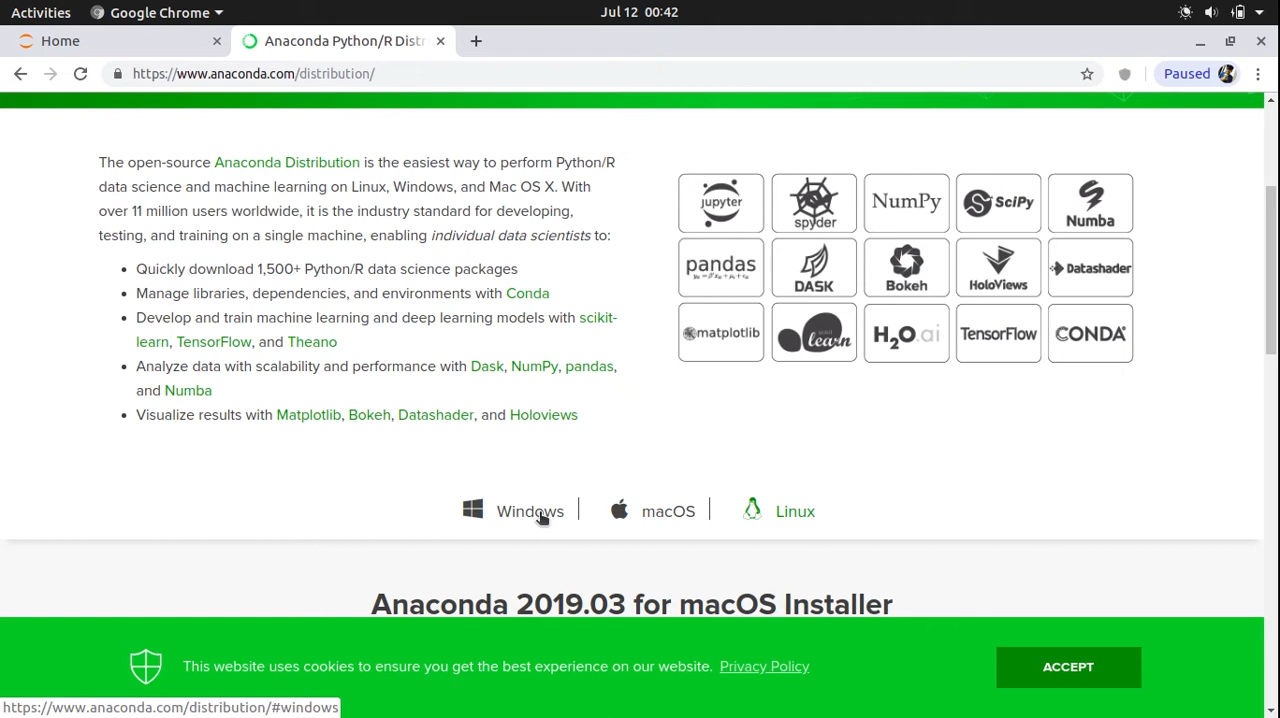 Activities
Google Chrome
Jul 12 00:42
Home
Anaconda Python/R Distr
https://www.anaconda.com/distribution/
Paused
The open-source Anaconda Distribution is the easiest way to perform Python/R
data science and machine learning on Linux, Windows, and Mac OS X. With
over 11 million users worldwide, it is the industry standard for developing,
testing, and training on a single machine, enabling individual data scientists to:
Quickly download 1,500+ Python/R data science packages
Manage libraries, dependencies, and environments with Conda
Develop and train machine learning and deep learning models with scikit-
learn, TensorFlow, and Theano
Analyze data with scalability and performance with Dask, NumPy, pandas,
and Numba
Visualize results with Matplotlib, Bokeh, Datashader, and Holoviews
jupyter
spyder
NumPy
SciPy
Numba
pandas
DASK
Bokeh
HoloViews
Datashader
matplotlib
scikit learn
H2O.ai
TensorFlow
CONDA
Windows
macOS
Linux
Anaconda 2019.03 for macOS Installer
This website uses cookies to ensure you get the best experience on our website. Privacy Policy
ACCEPT
https://www.anaconda.com/distribution/#windows